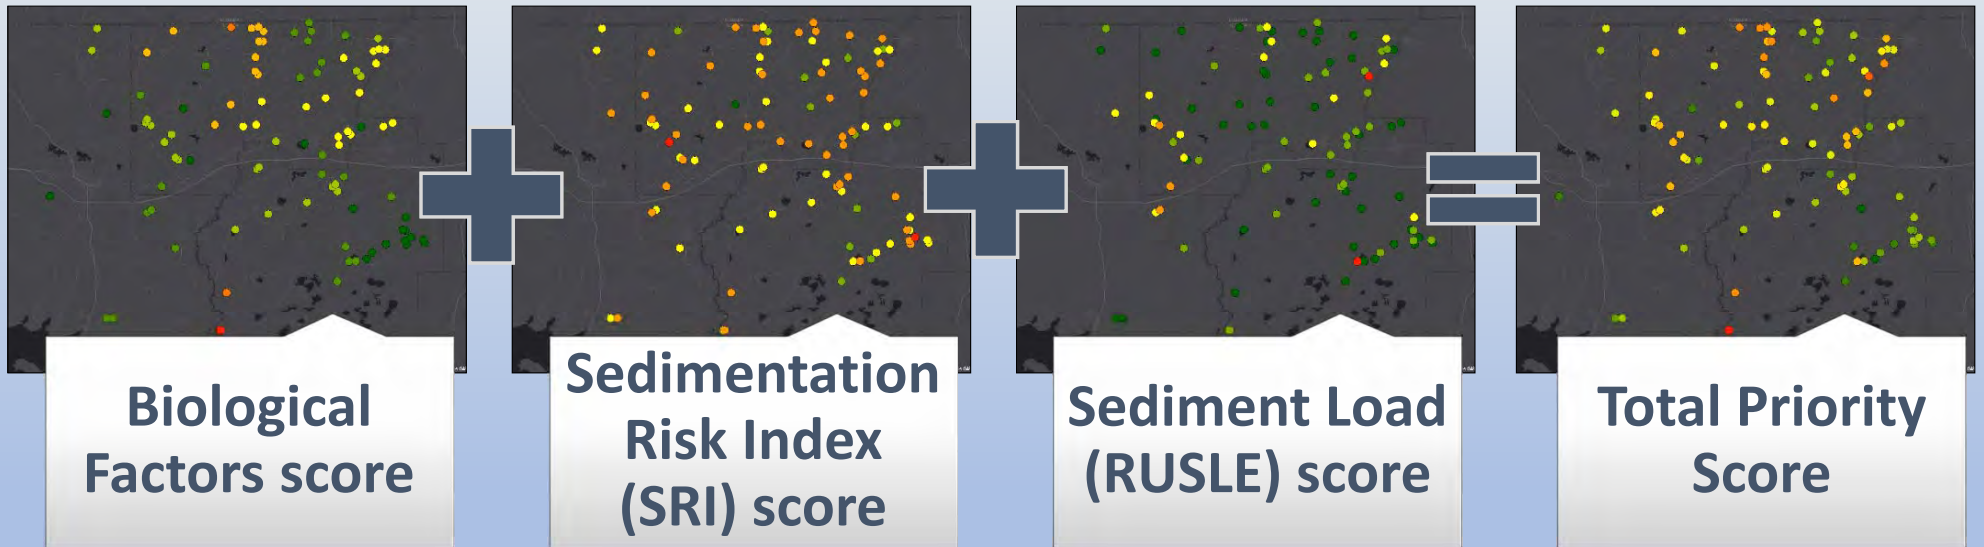 Biological
Factors score
Sedimentation
Risk Index
(SRI) score
Sediment Load
(RUSLE) score
Total Priority
Score